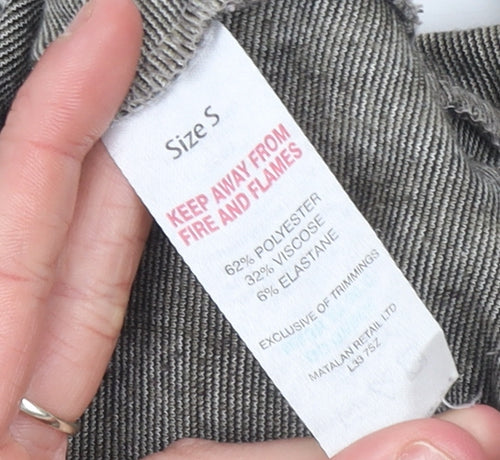 Size S
KEEP AWAY FROM
FIRE AND FLAMES
62% POLYESTER
32% VISCOSE
6% ELASTANE
EXCLUSIVE OF TRIMMINGS
MATALAN RETAIL LTD
L33 7SZ